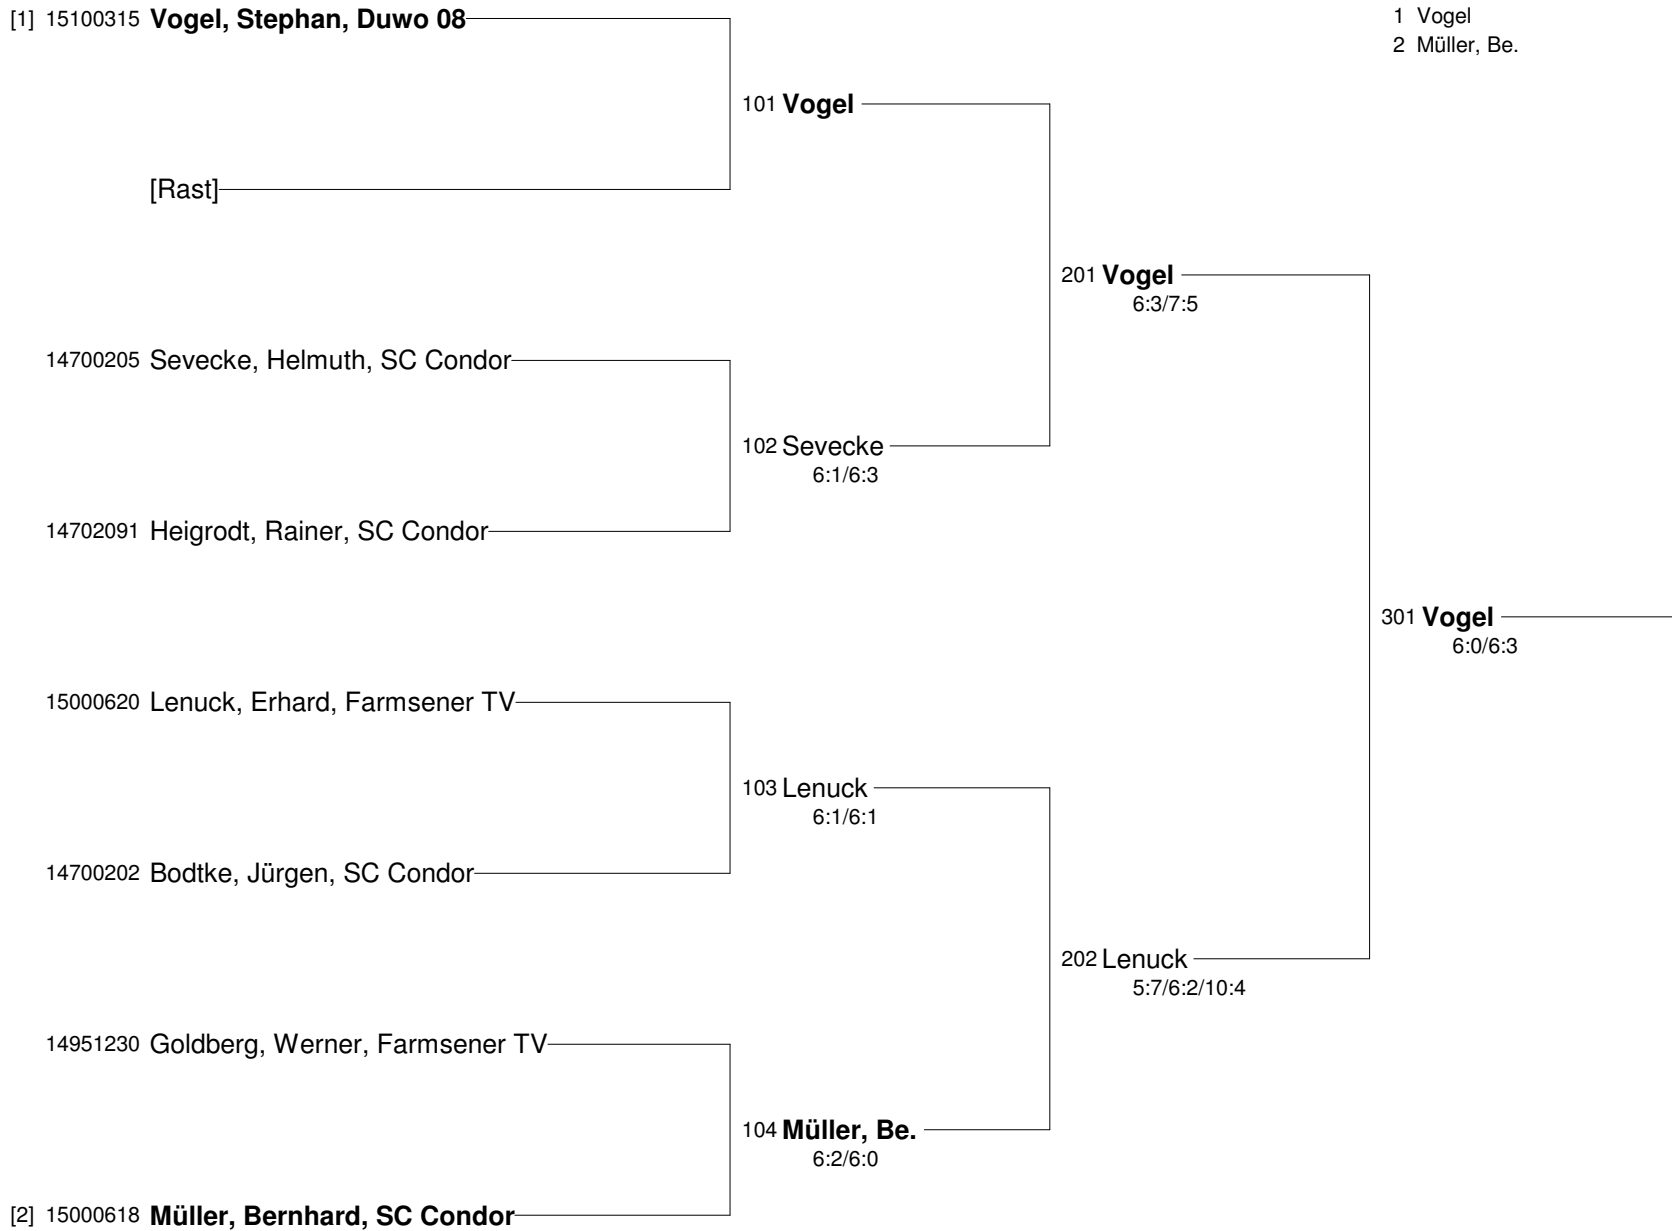 [1] 15100315 Vogel, Stephan, Duwo 08
1 Vogel
2 Müller, Be.
101 Vogel
[Rast]
201 Vogel
6:3/7:5
14700205 Sevecke, Helmuth, SC Condor
102 Sevecke
6:1/6:3
14702091 Heigrodt, Rainer, SC Condor
301 Vogel
6:0/6:3
15000620 Lenuck, Erhard, Farmsener TV
103 Lenuck
6:1/6:1
14700202 Bodtke, Jürgen, SC Condor
202 Lenuck
5:7/6:2/10:4
14951230 Goldberg, Werner, Farmsener TV
104 Müller, Be.
6:2/6:0
[2] 15000618 Müller, Bernhard, SC Condor